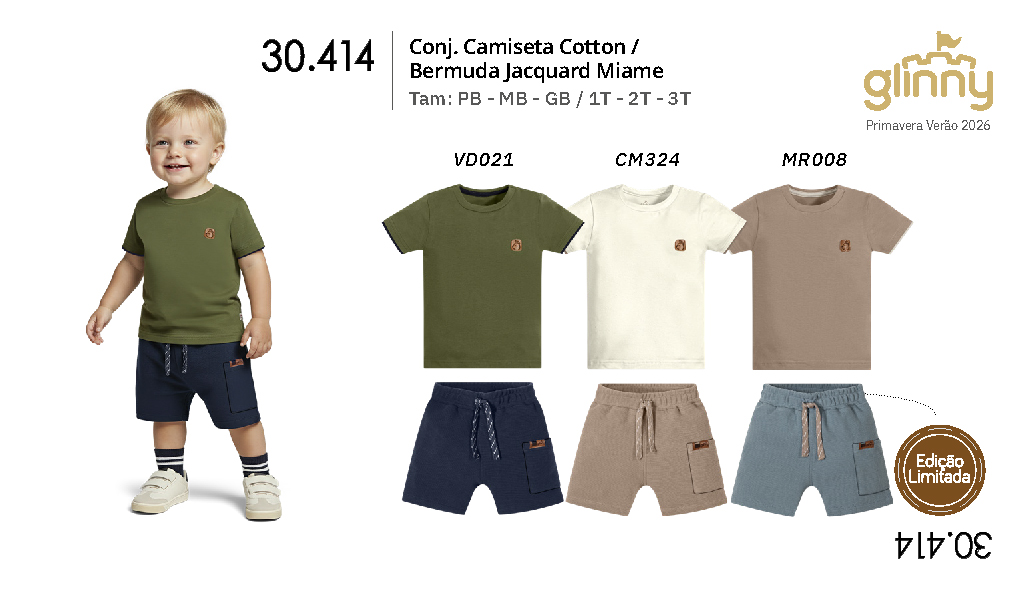 30.414
Conj. Camiseta Cotton /
Bermuda Jacquard Miame
Tam: PB - MB - GB / 1T - 2T - 3T
glinny
Primavera Verão 2026
VD021
CM324
MR008
Edição
Limitada
30.414